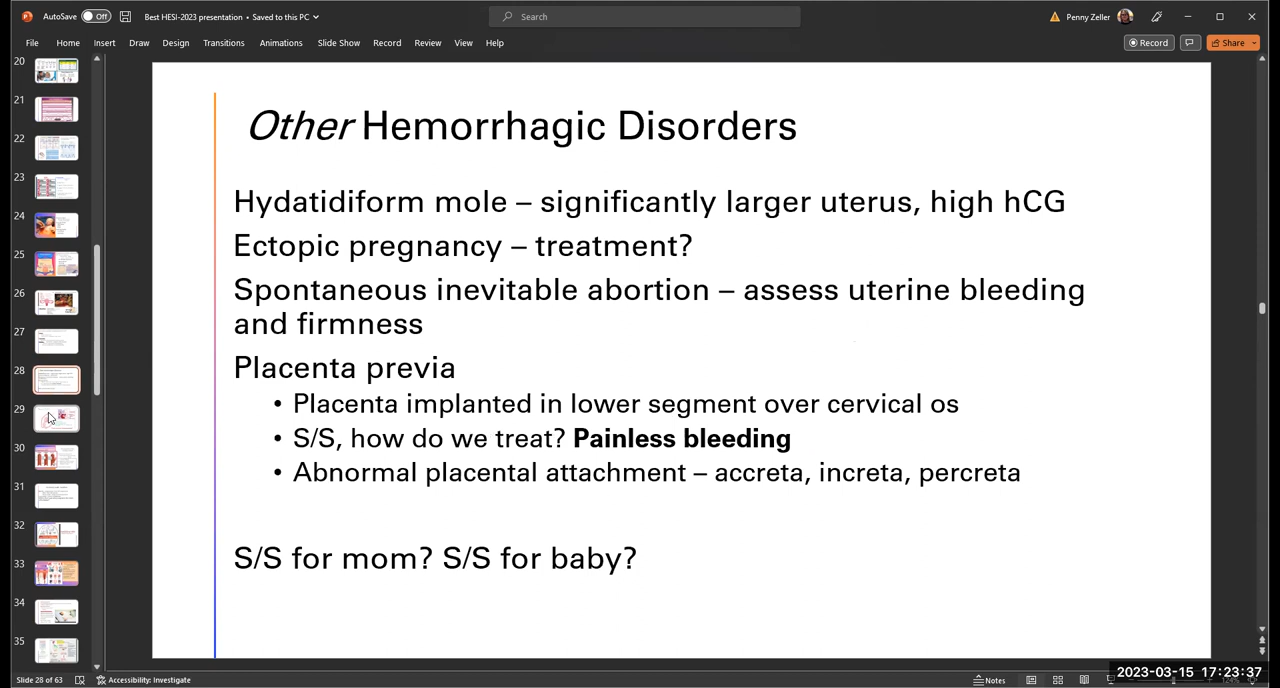 AutoSave Off Best HESI-2023 presentation • Saved to this PC Search Penny Zeller
File Home Insert Draw Design Transitions Animations Slide Show Record Review View Help Record Share
20
21
22
23
24
25
26
27
28
29
30
31
32
33
34
35
Other Hemorrhagic Disorders
Hydatidiform mole – significantly larger uterus, high hCG
Ectopic pregnancy – treatment?
Spontaneous inevitable abortion – assess uterine bleeding
and firmness
Placenta previa
• Placenta implanted in lower segment over cervical os
• S/S, how do we treat? Painless bleeding
• Abnormal placental attachment – accreta, increta, percreta
S/S for mom? S/S for baby?
Slide 28 of 63 Accessibility: Investigate Notes
2023-03-15 17:23:37